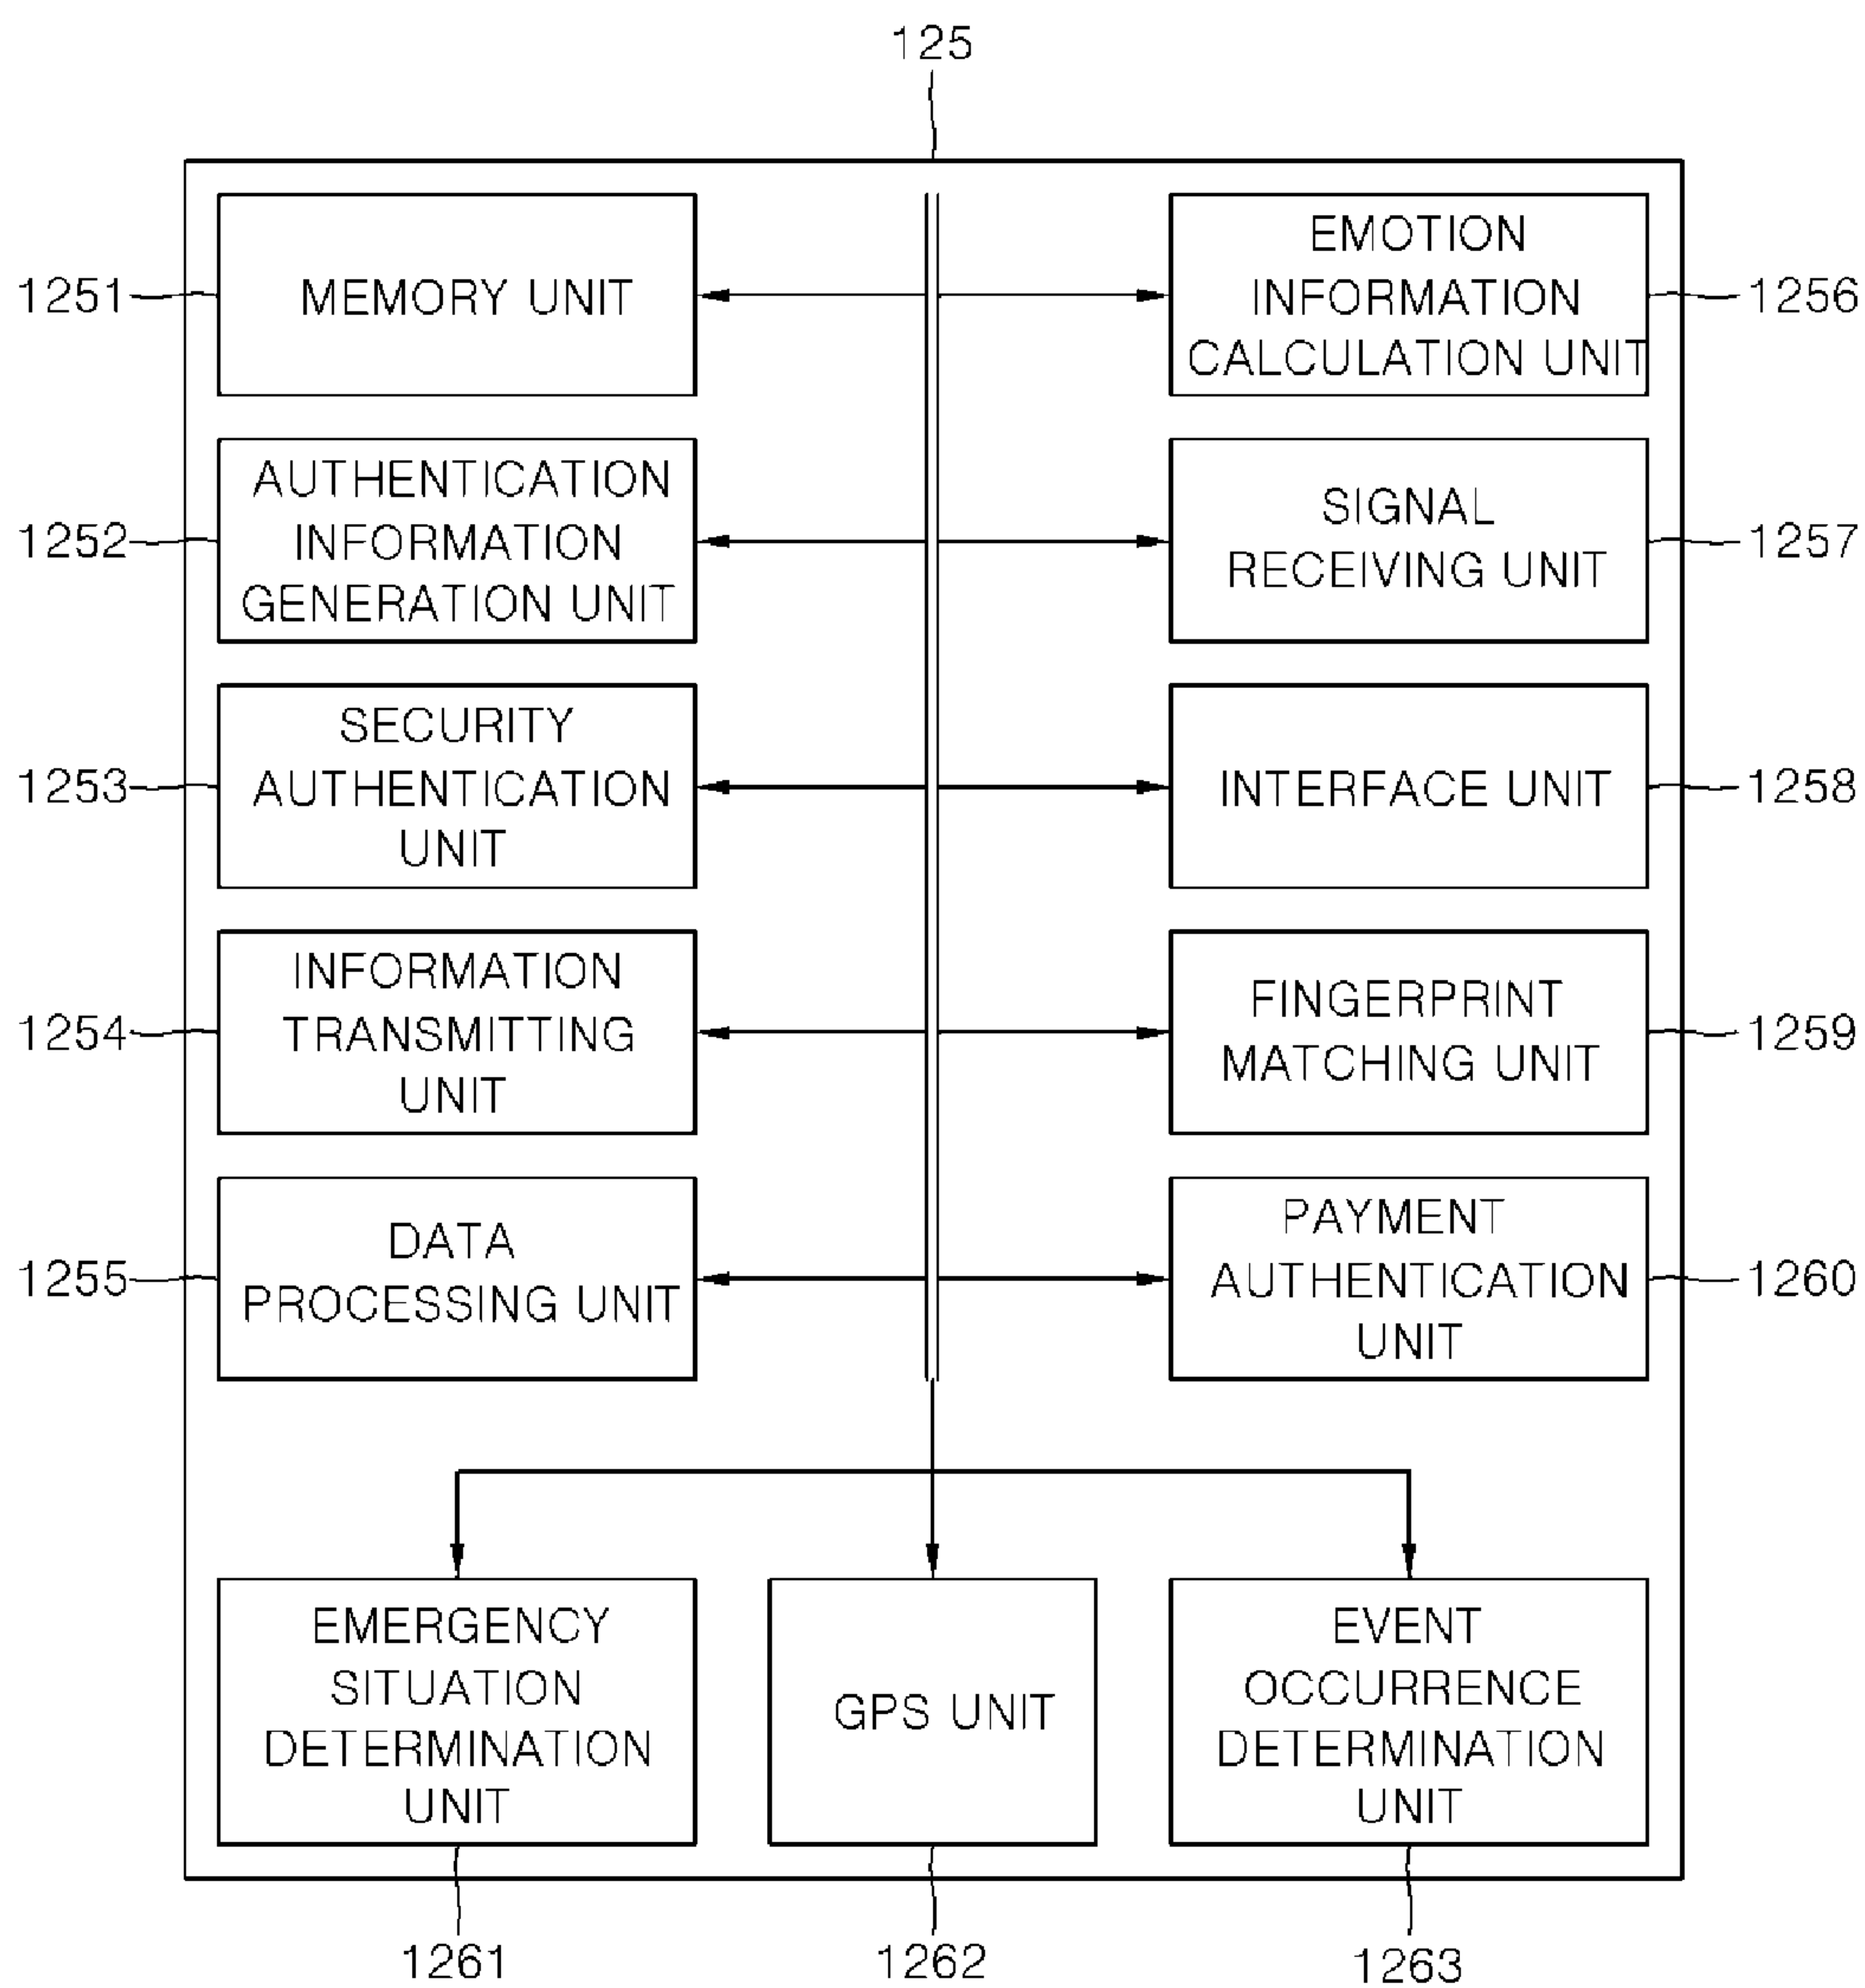 125
1251
MEMORY UNIT
EMOTION
INFORMATION
CALCULATION UNIT
1256
1252
AUTHENTICATION
INFORMATION
GENERATION UNIT
SIGNAL
RECEIVING UNIT
1257
1253
SECURITY
AUTHENTICATION
UNIT
INTERFACE UNIT
1258
1254
INFORMATION
TRANSMITTING
UNIT
FINGERPRINT
MATCHING UNIT
1259
1255
DATA
PROCESSING UNIT
PAYMENT
AUTHENTICATION
UNIT
1260
EMERGENCY
SITUATION
DETERMINATION
UNIT
GPS UNIT
EVENT
OCCURRENCE
DETERMINATION
UNIT
1261
1262
1263